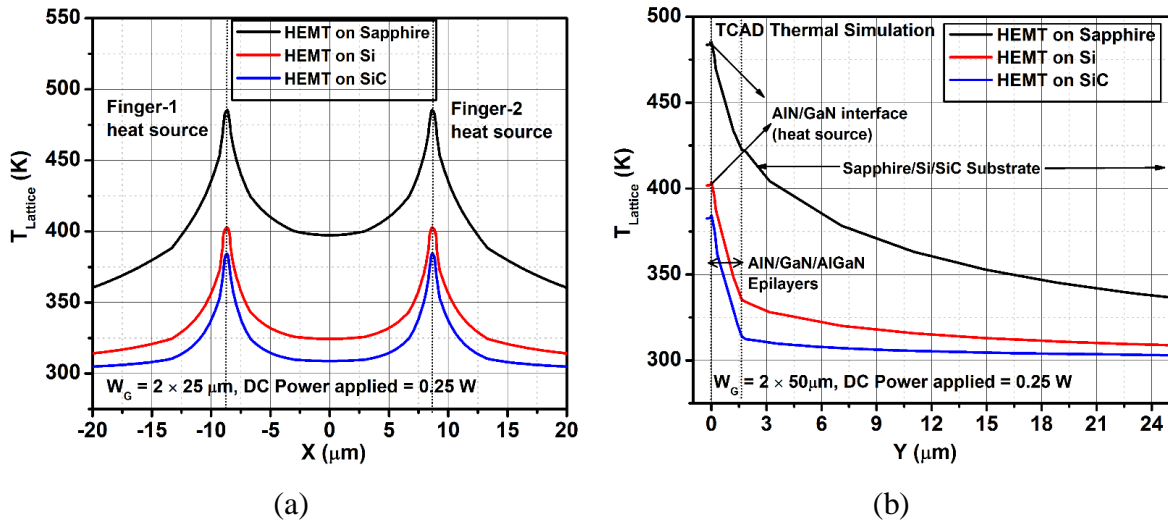 550
500
450
400
350
300
T_Lattice (K)
HEMT on Sapphire
HEMT on Si
HEMT on SiC
Finger-1
heat source
Finger-2
heat source
W_G = 2 × 25 μm, DC Power applied = 0.25 W
-20 -15 -10 -5 0 5 10 15 20
X (μm)
(a)
500
450
400
350
300
T_Lattice (K)
TCAD Thermal Simulation
HEMT on Sapphire
HEMT on Si
HEMT on SiC
AlN/GaN interface
(heat source)
Sapphire/Si/SiC Substrate
AlN/GaN/AlGaN
Epilayers
W_G = 2 × 50μm, DC Power applied = 0.25 W
0 3 6 9 12 15 18 21 24
Y (μm)
(b)